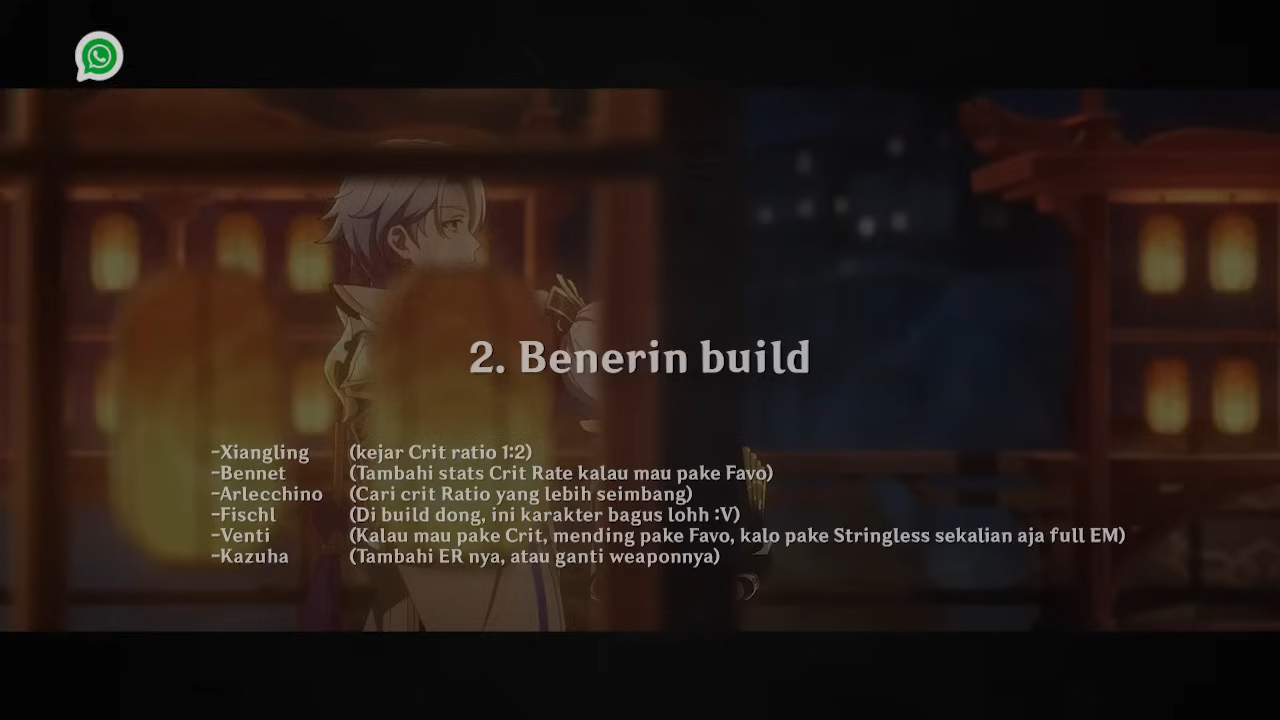 2. Benerin build
-Xiangling (kejar Crit ratio 1:2)
-Bennet (Tambahi stats Crit Rate kalau mau pake Favo)
-Arlecchino (Cari crit Ratio yang lebih seimbang)
-Fischl (Di build dong, ini karakter bagus lohh :V)
-Venti (Kalau mau pake Crit, mending pake Favo, kalo pake Stringless sekalian aja full EM)
-Kazuha (Tambahi ER nya, atau ganti weaponnya)